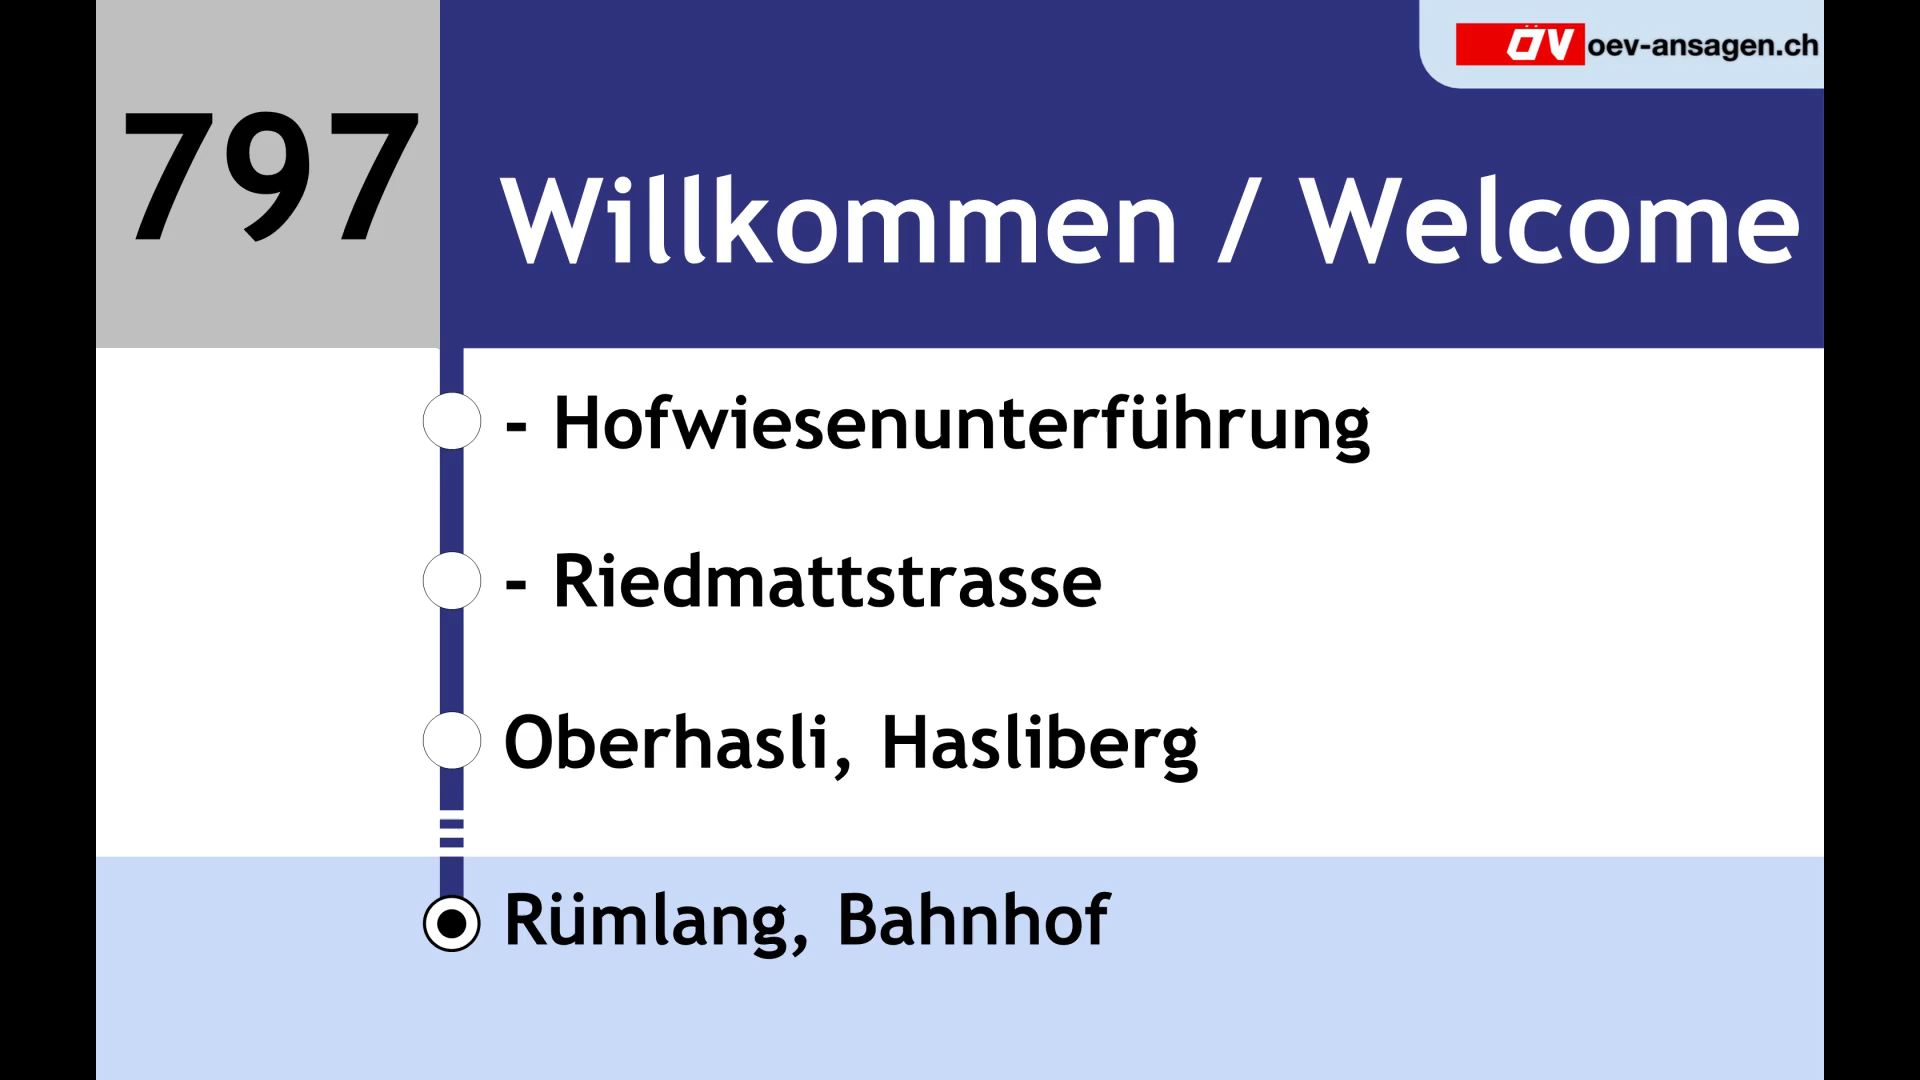 ÖV oev-ansagen.ch
797
Willkommen / Welcome
- Hofwiesenunterführung
- Riedmattstrasse
Oberhasli, Hasliberg
Rümlang, Bahnhof